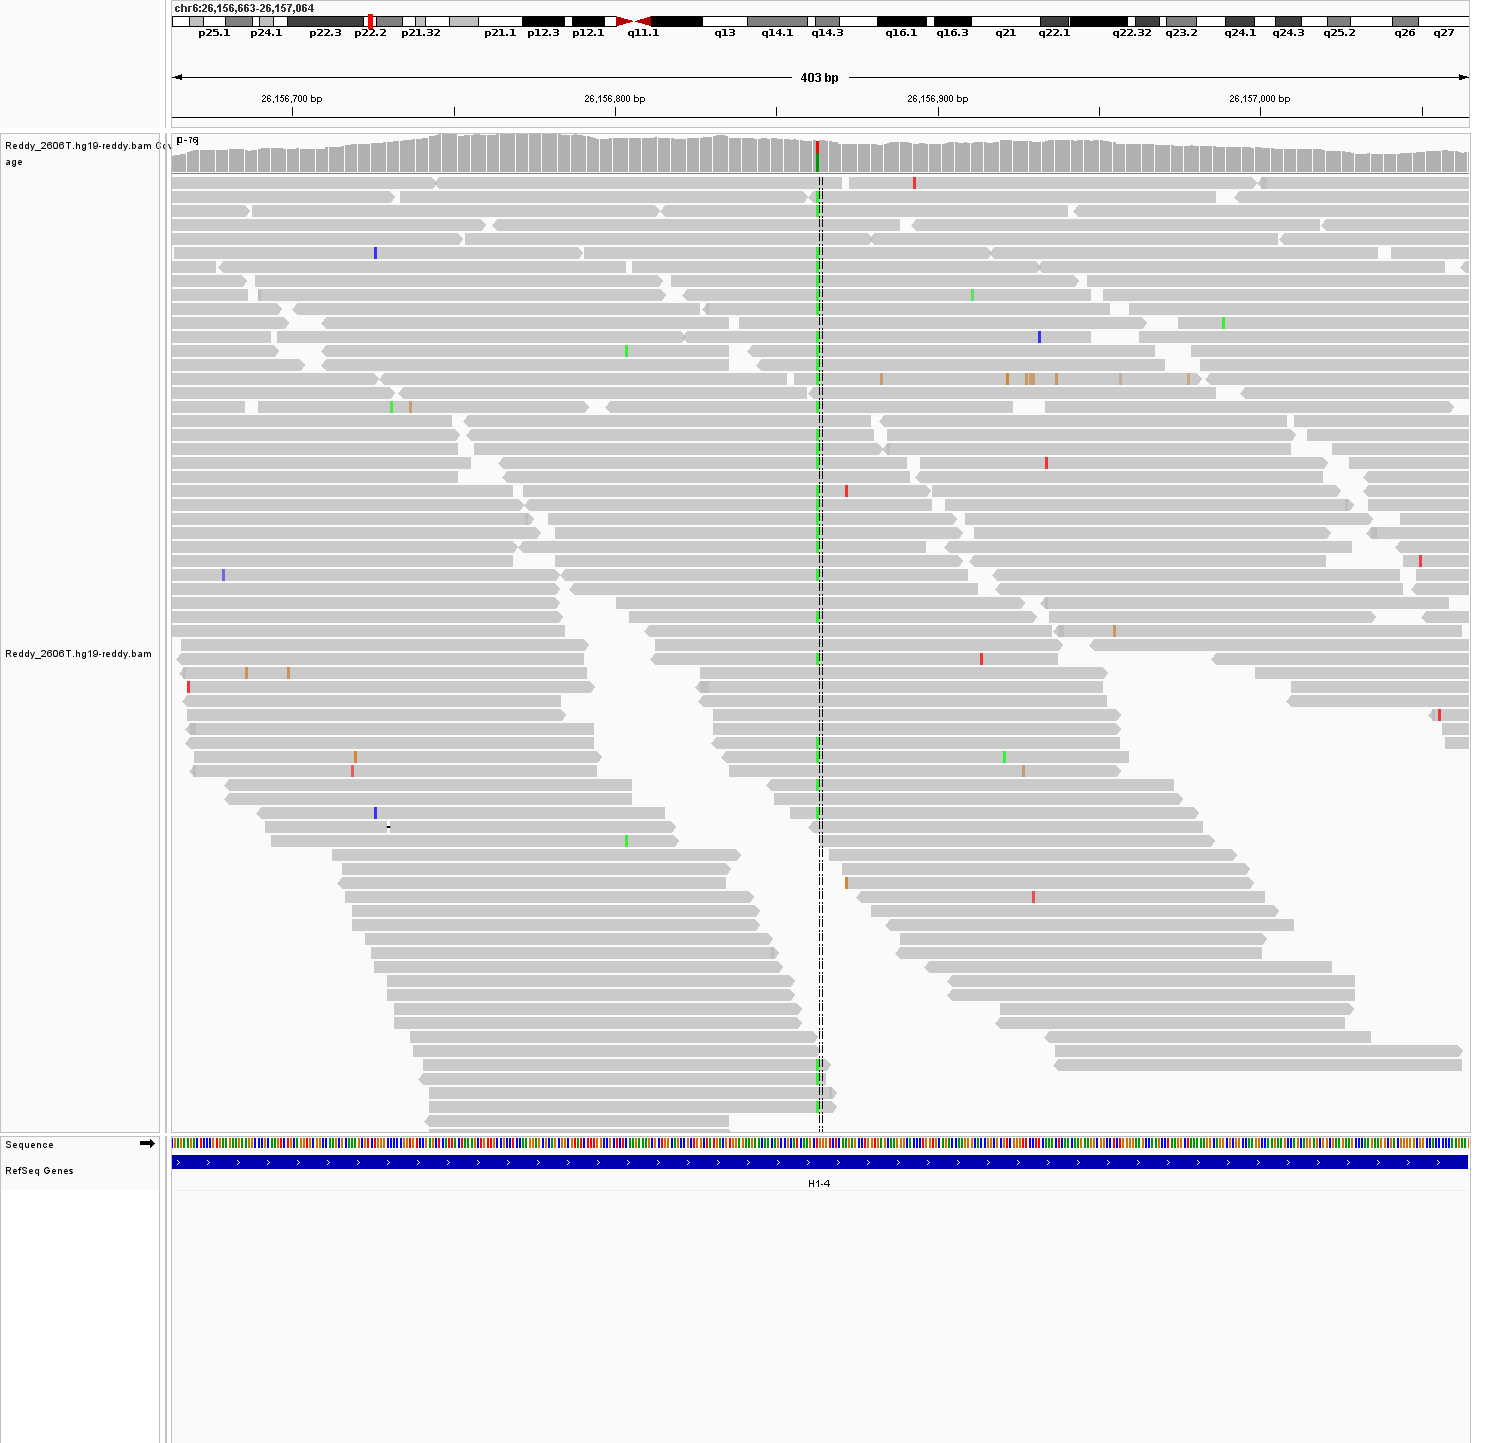 chr6:26,156,663-26,157,064
p25.1 p24.1 p22.3 p22.2 p21.32 p21.1 p12.3 p12.1 q11.1 q13 q14.1 q14.3 q16.1 q16.3 q21 q22.1 q22.32 q23.2 q24.1 q24.3 q25.2 q26 q27
403 bp
26,156,700 bp 26,156,800 bp 26,156,900 bp 26,157,000 bp
[0-76]
Reddy_2606T.hg19-reddy.bam Cov
age
Reddy_2606T.hg19-reddy.bam
Sequence
RefSeq Genes
H1-4